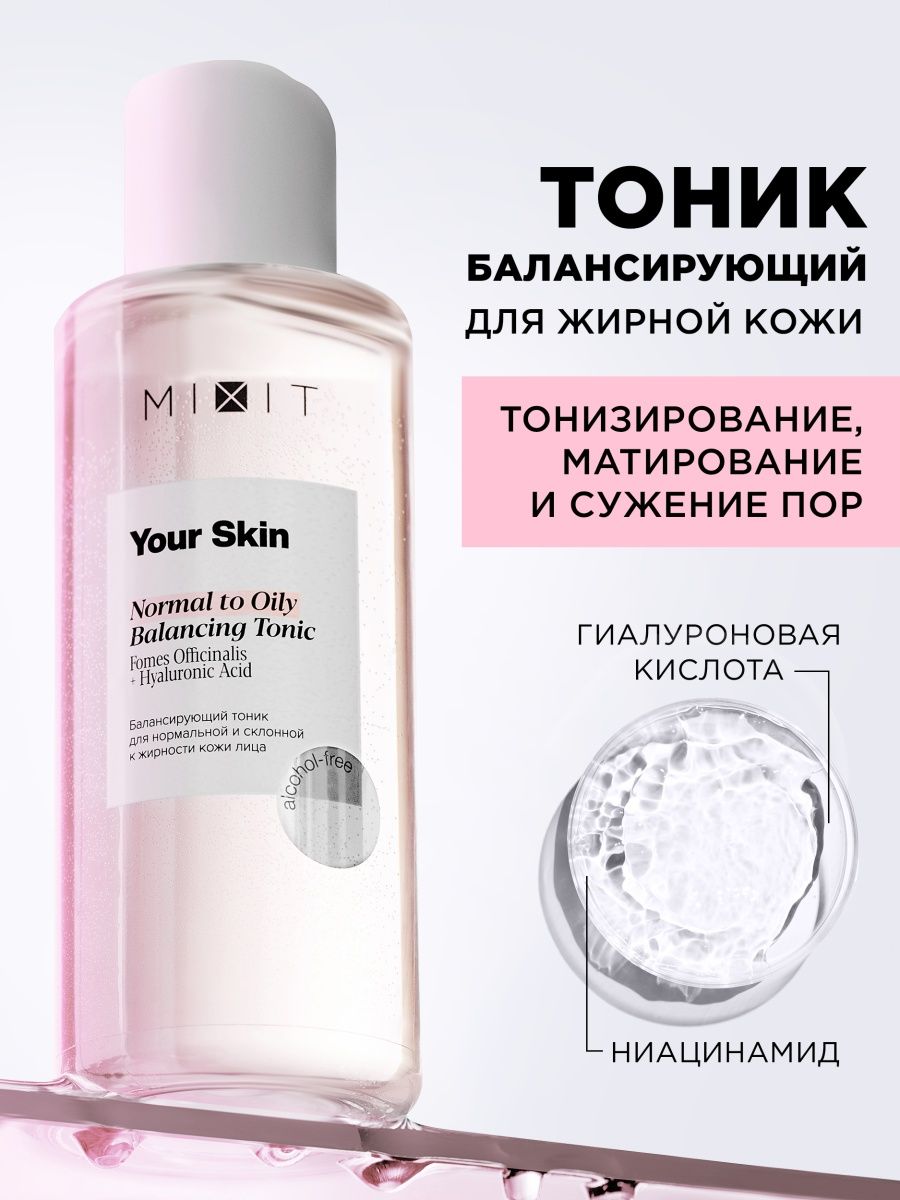 ТОНИК
БАЛАНСИРУЮЩИЙ
ДЛЯ ЖИРНОЙ КОЖИ
ТОНИЗИРОВАНИЕ,
МАТИРОВАНИЕ
И СУЖЕНИЕ ПОР
MIXIT
Your Skin
Normal to Oily
Balancing Tonic
Fomes Officinalis
+ Hyaluronic Acid
Балансирующий тоник
для нормальной и склонной
к жирности кожи лица
alcohol-free
ГИАЛУРОНОВАЯ
КИСЛОТА
НИАЦИНАМИД